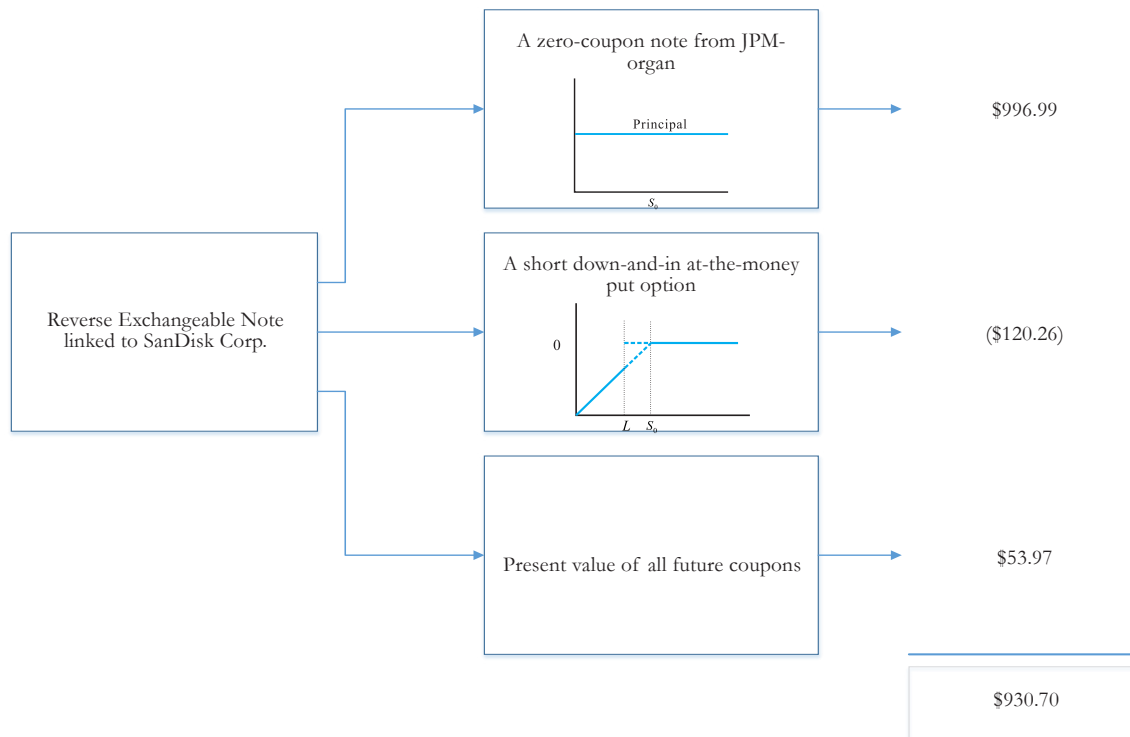 A zero-coupon note from JPM-
organ
Principal
S₀
$996.99
Reverse Exchangeable Note
linked to SanDisk Corp.
A short down-and-in at-the-money
put option
0
L S₀
($120.26)
Present value of all future coupons
$53.97
$930.70